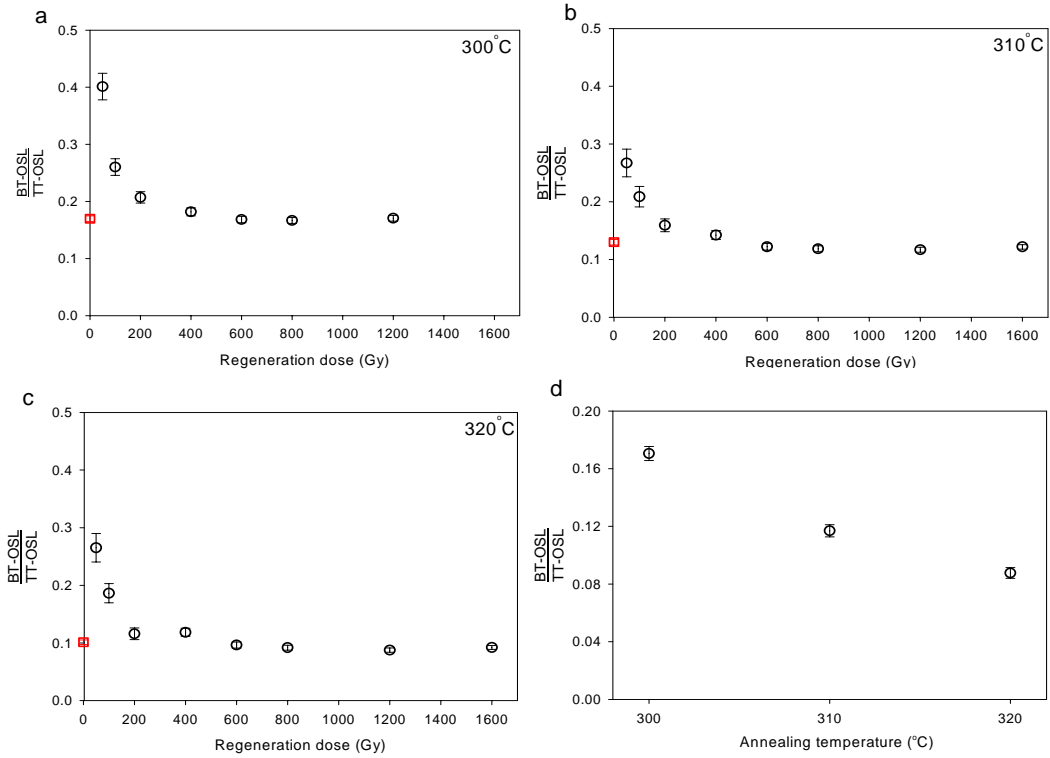 a
300°C
0.5
0.4
0.3
0.2
0.1
0.0
BT-OSL
TT-OSL
0 200 400 600 800 1000 1200 1400 1600
Regeneration dose (Gy)
b
310°C
0.5
0.4
0.3
0.2
0.1
0.0
BT-OSL
TT-OSL
0 200 400 600 800 1000 1200 1400 1600
Regeneration dose (Gy)
c
320°C
0.5
0.4
0.3
0.2
0.1
0.0
BT-OSL
TT-OSL
0 200 400 600 800 1000 1200 1400 1600
Regeneration dose (Gy)
d
0.20
0.16
0.12
0.08
0.04
0.00
BT-OSL
TT-OSL
300 310 320
Annealing temperature (°C)